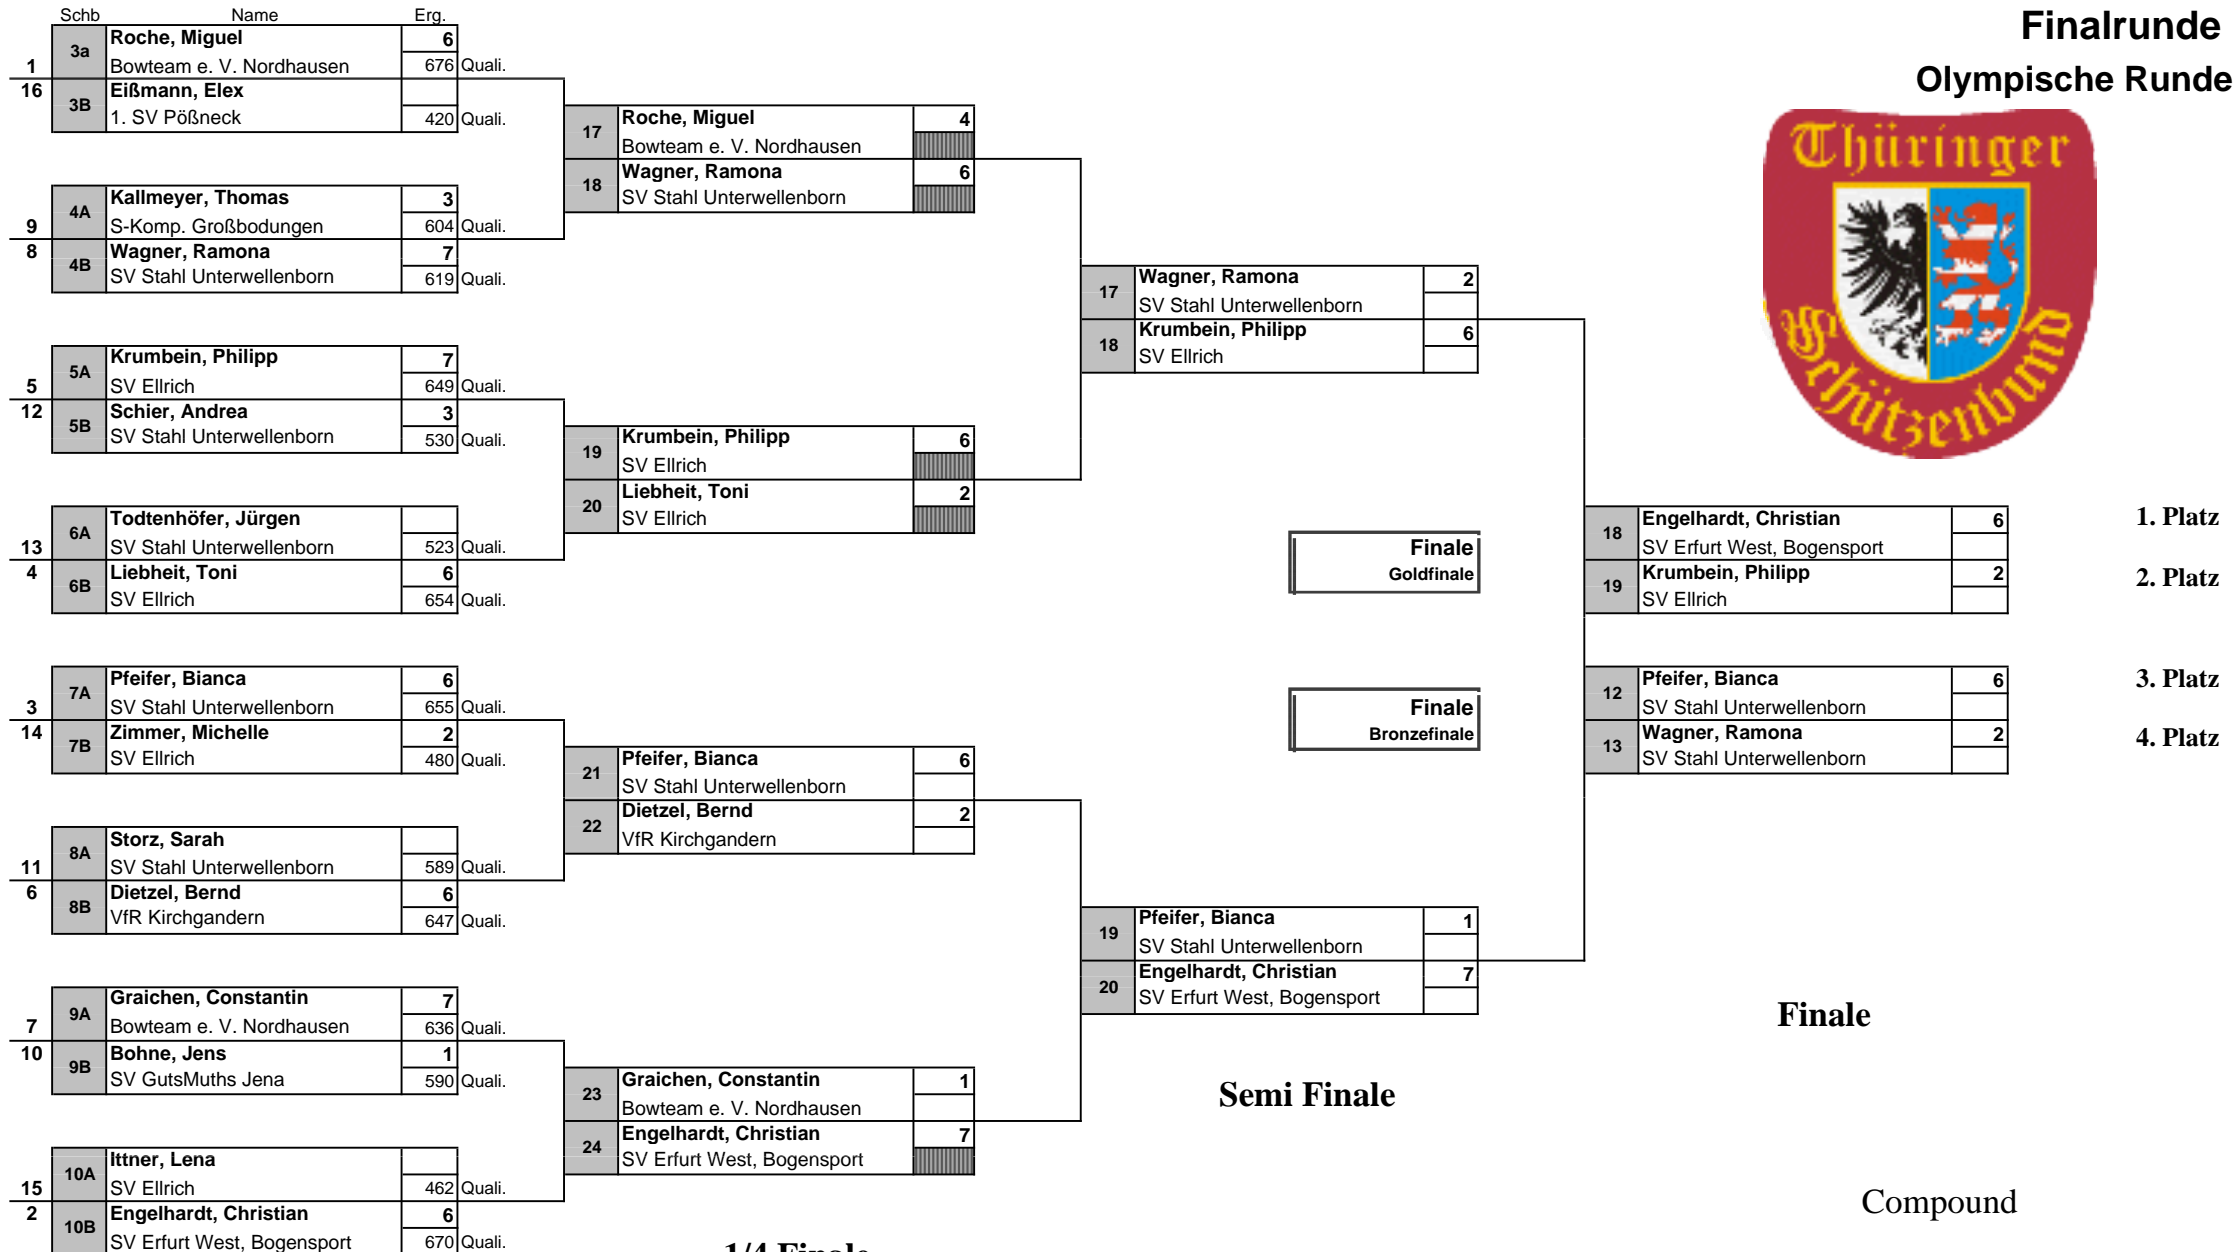 Finalrunde
Olympische Runde
Thüringer
Schützenbund
Schb Name Erg.
3a Roche, Miguel 6
1 Bowteam e. V. Nordhausen 676 Quali.
16 3B Eißmann, Elex
1. SV Pößneck 420 Quali.
4A Kallmeyer, Thomas 3
9 S-Komp. Großbodungen 604 Quali.
8 4B Wagner, Ramona 7
SV Stahl Unterwellenborn 619 Quali.
5A Krumbein, Philipp 7
5 SV Ellrich 649 Quali.
12 5B Schier, Andrea 3
SV Stahl Unterwellenborn 530 Quali.
6A Todtenhöfer, Jürgen
13 SV Stahl Unterwellenborn 523 Quali.
4 6B Liebheit, Toni 6
SV Ellrich 654 Quali.
7A Pfeifer, Bianca 6
3 SV Stahl Unterwellenborn 655 Quali.
14 7B Zimmer, Michelle 2
SV Ellrich 480 Quali.
8A Storz, Sarah
11 SV Stahl Unterwellenborn 589 Quali.
6 8B Dietzel, Bernd 6
VfR Kirchgandern 647 Quali.
9A Graichen, Constantin 7
7 Bowteam e. V. Nordhausen 636 Quali.
10 9B Bohne, Jens 1
SV GutsMuths Jena 590 Quali.
10A Ittner, Lena
15 SV Ellrich 462 Quali.
2 10B Engelhardt, Christian 6
SV Erfurt West, Bogensport 670 Quali.
17 Roche, Miguel 4
Bowteam e. V. Nordhausen
18 Wagner, Ramona 6
SV Stahl Unterwellenborn
19 Krumbein, Philipp 6
SV Ellrich
20 Liebheit, Toni 2
SV Ellrich
21 Pfeifer, Bianca 6
SV Stahl Unterwellenborn
22 Dietzel, Bernd 2
VfR Kirchgandern
23 Graichen, Constantin 1
Bowteam e. V. Nordhausen
24 Engelhardt, Christian 7
SV Erfurt West, Bogensport
1/4 Finale
17 Wagner, Ramona 2
SV Stahl Unterwellenborn
18 Krumbein, Philipp 6
SV Ellrich
19 Pfeifer, Bianca 1
SV Stahl Unterwellenborn
20 Engelhardt, Christian 7
SV Erfurt West, Bogensport
Semi Finale
Finale
Goldfinale
18 Engelhardt, Christian 6 1. Platz
SV Erfurt West, Bogensport
19 Krumbein, Philipp 2 2. Platz
SV Ellrich
Finale
Bronzefinale
12 Pfeifer, Bianca 6 3. Platz
SV Stahl Unterwellenborn
13 Wagner, Ramona 2 4. Platz
SV Stahl Unterwellenborn
Finale
Compound